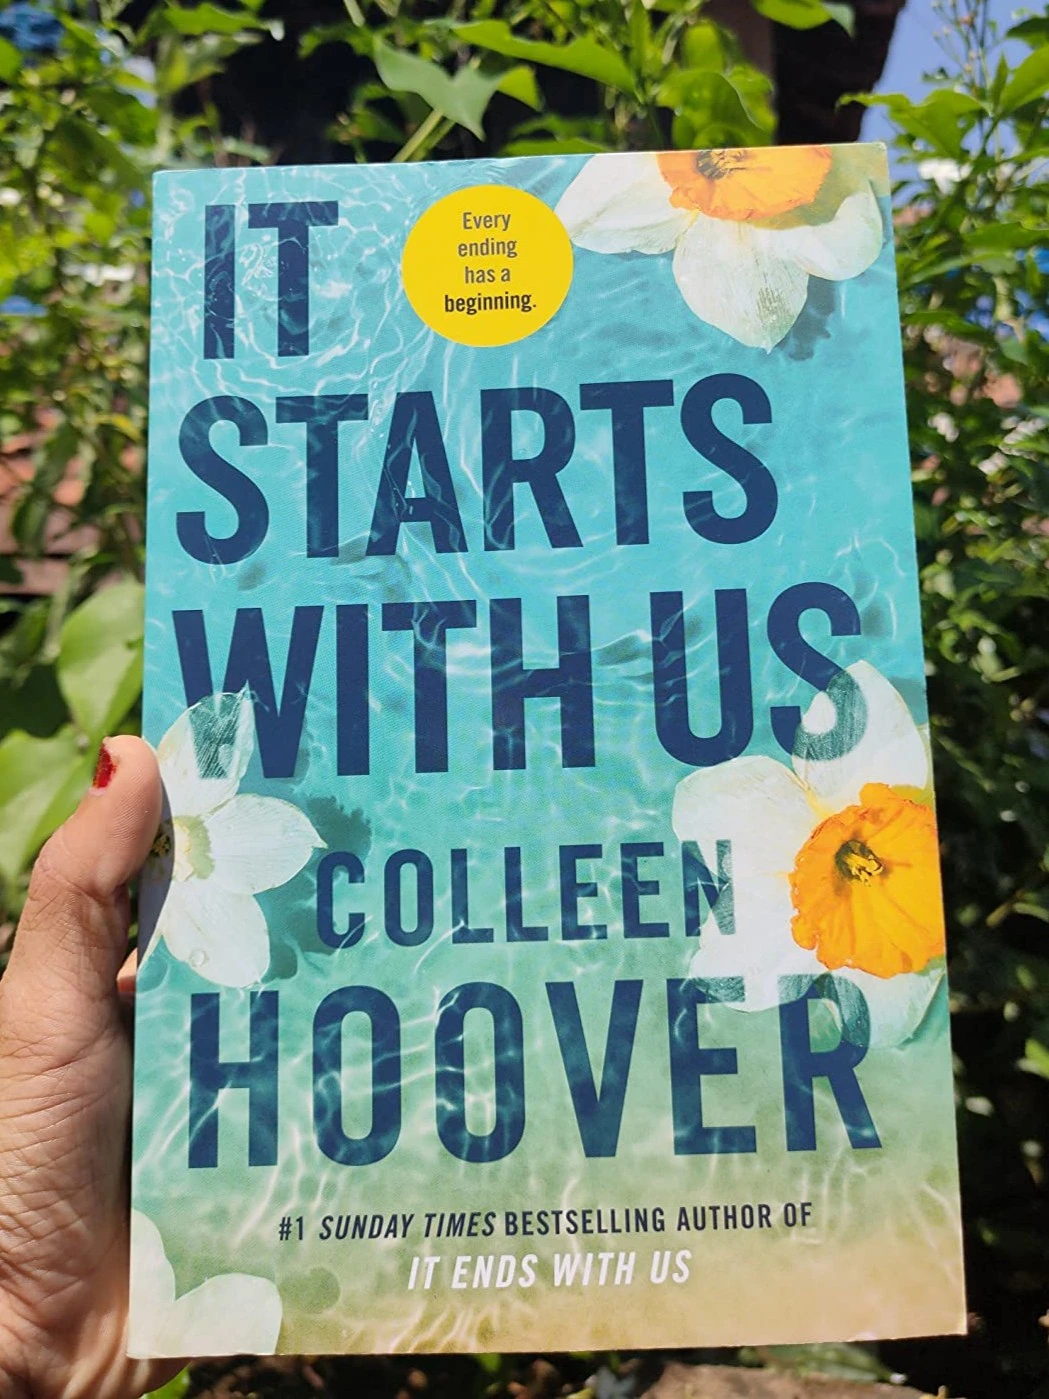 IT
Every
ending
has a
beginning.
STARTS
WITH US
COLLEEN
HOOVER
#1 SUNDAY TIMES BESTSELLING AUTHOR OF
IT ENDS WITH US